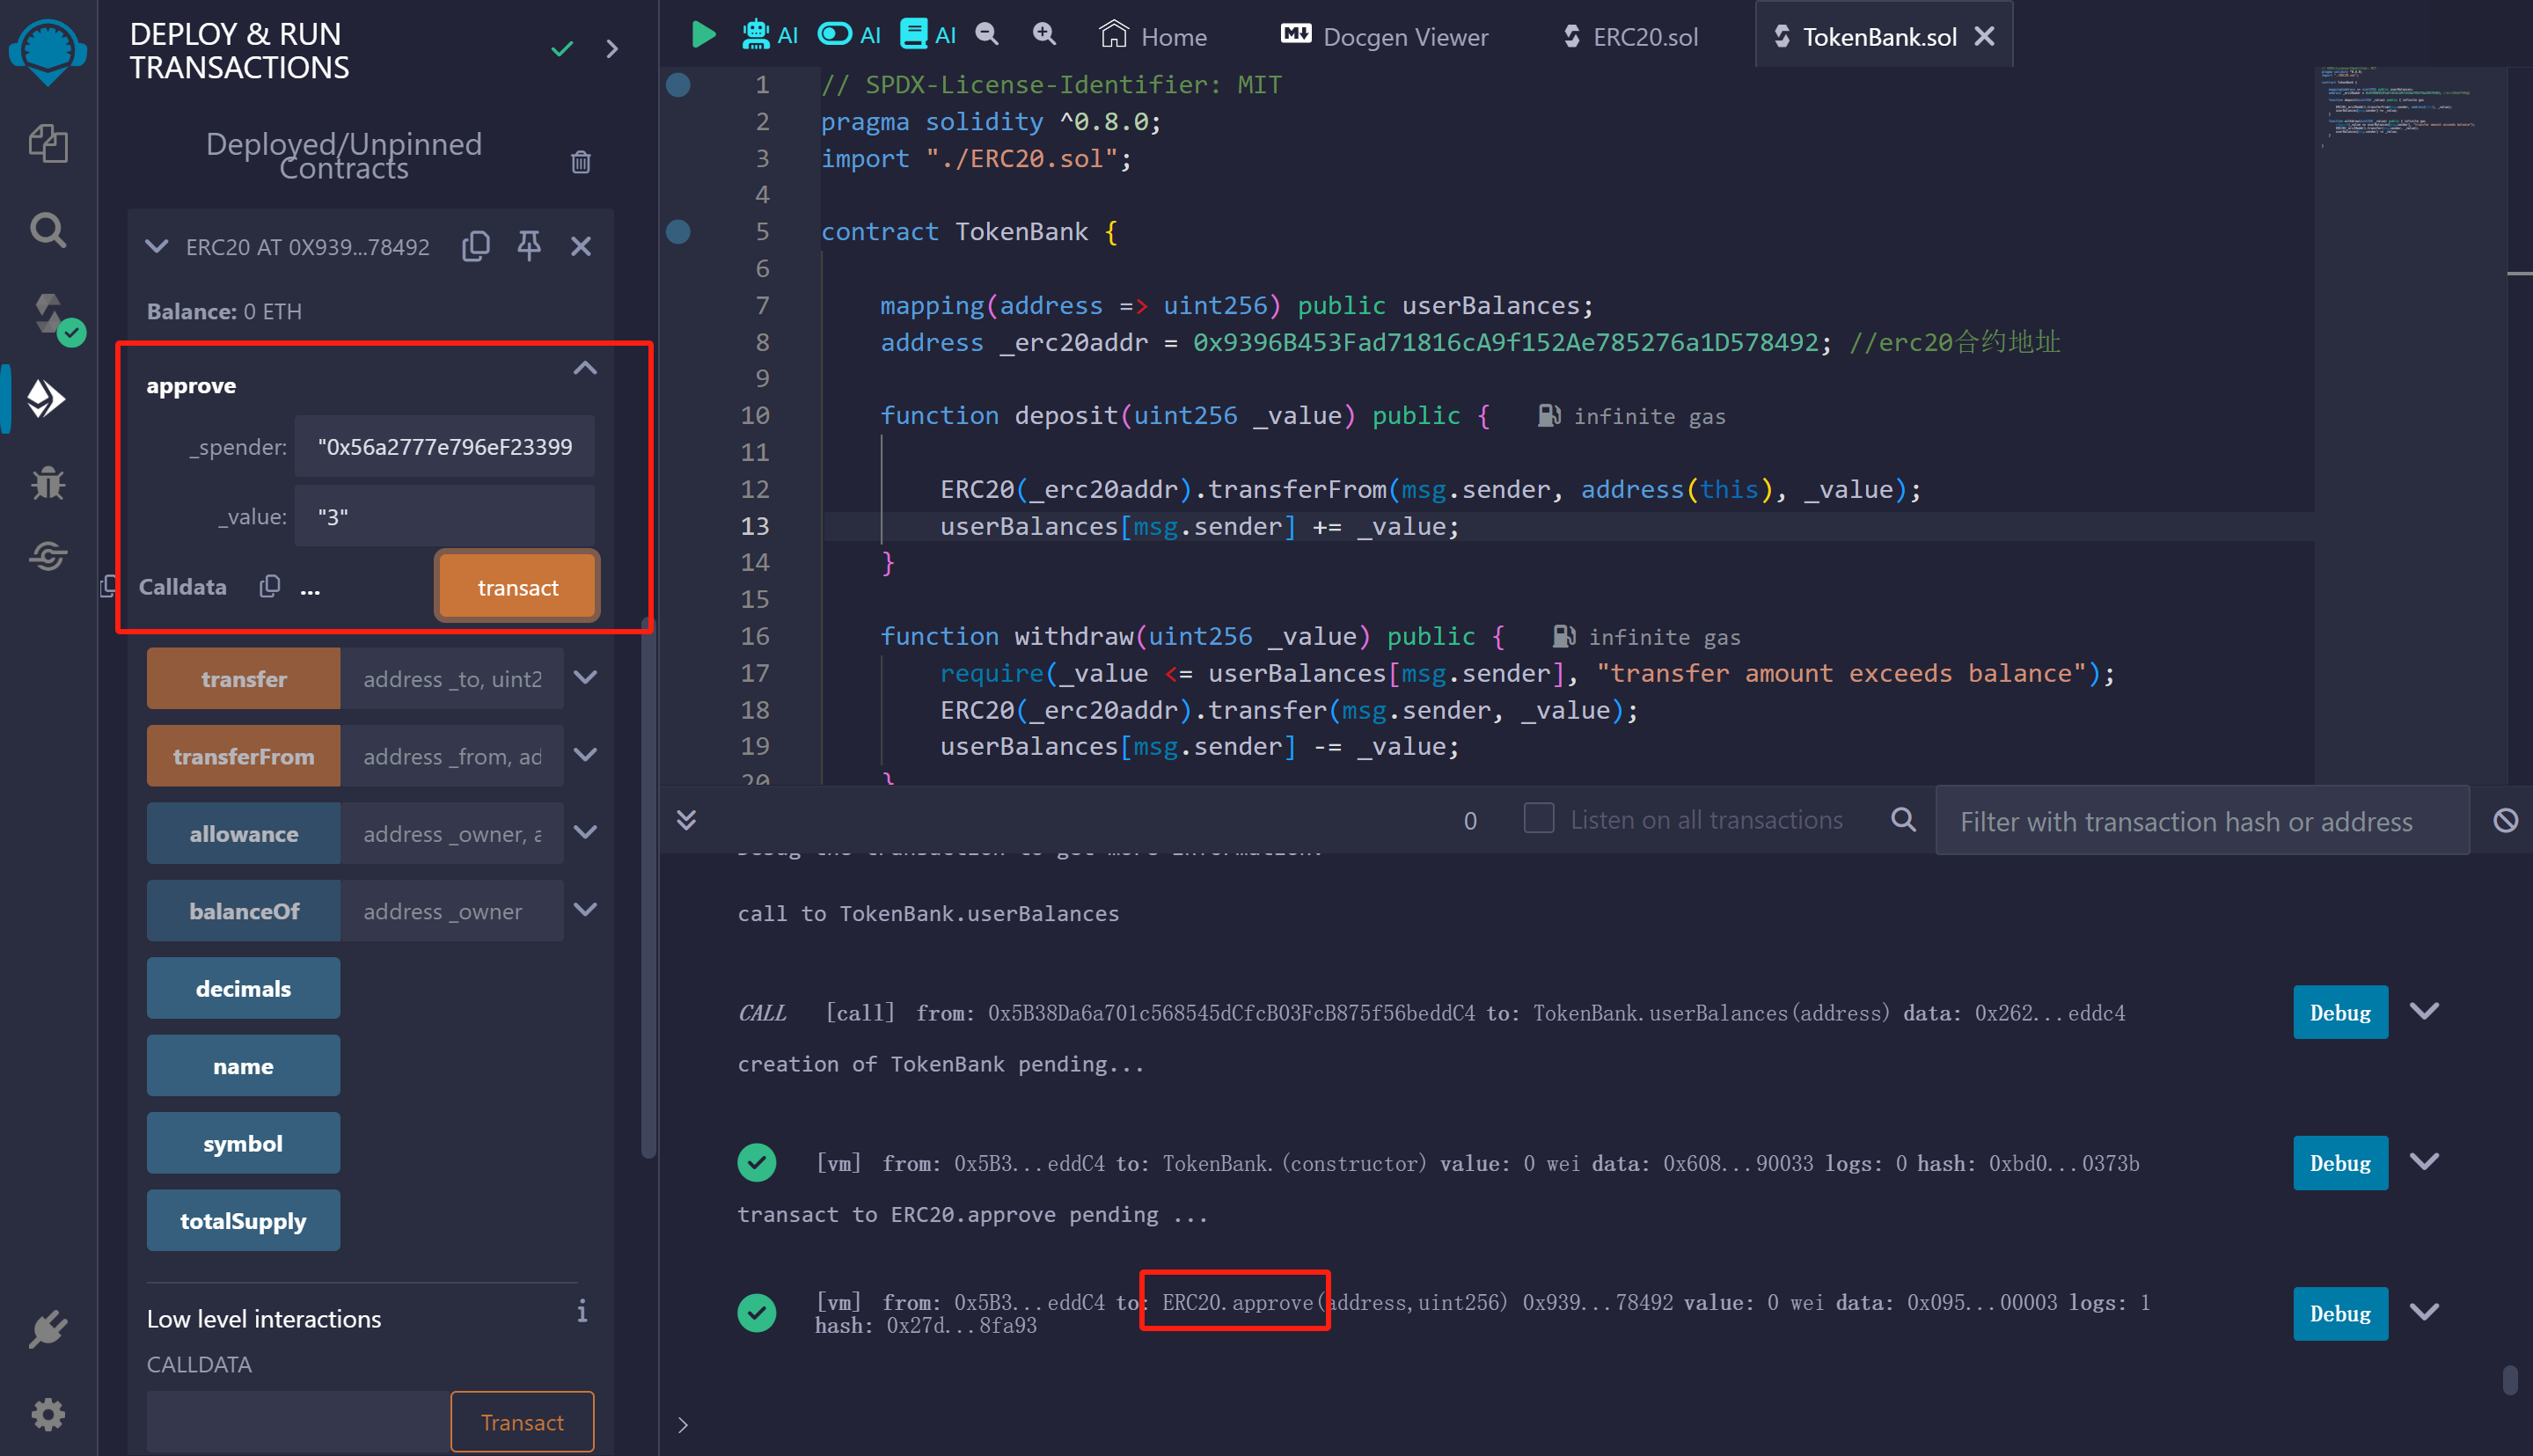 DEPLOY & RUN
TRANSACTIONS
Deployed/Unpinned
Contracts
ERC20 AT 0X939...78492
Balance: 0 ETH
approve
_spender: "0x56a2777e796eF23399
_value: "3"
Calldata ... transact
transfer address _to, uint2
transferFrom address _from, ad
allowance address _owner, a
balanceOf address _owner
decimals
name
symbol
totalSupply
Low level interactions i
CALLDATA
Transact
AI AI AI Home Docgen Viewer ERC20.sol TokenBank.sol
1 // SPDX-License-Identifier: MIT
2 pragma solidity ^0.8.0;
3 import "./ERC20.sol";
4
5 contract TokenBank {
6
7 mapping(address => uint256) public userBalances;
8 address _erc20addr = 0x9396B453Fad71816cA9f152Ae785276a1D578492; //erc20合约地址
9
10 function deposit(uint256 _value) public { infinite gas
11
12 ERC20(_erc20addr).transferFrom(msg.sender, address(this), _value);
13 userBalances[msg.sender] += _value;
14 }
15
16 function withdraw(uint256 _value) public { infinite gas
17 require(_value <= userBalances[msg.sender], "transfer amount exceeds balance");
18 ERC20(_erc20addr).transfer(msg.sender, _value);
19 userBalances[msg.sender] -= _value;
20 }
0 Listen on all transactions Filter with transaction hash or address
Debug the transaction to get more information.
call to TokenBank.userBalances
CALL [call] from: 0x5B38Da6a701c568545dCfcB03FcB875f56beddC4 to: TokenBank.userBalances(address) data: 0x262...eddc4 Debug
creation of TokenBank pending...
[vm] from: 0x5B3...eddC4 to: TokenBank.(constructor) value: 0 wei data: 0x608...90033 logs: 0 hash: 0xbd0...0373b Debug
transact to ERC20.approve pending ...
[vm] from: 0x5B3...eddC4 to: ERC20.approve(address,uint256) 0x939...78492 value: 0 wei data: 0x095...00003 logs: 1 Debug
hash: 0x27d...8fa93
>